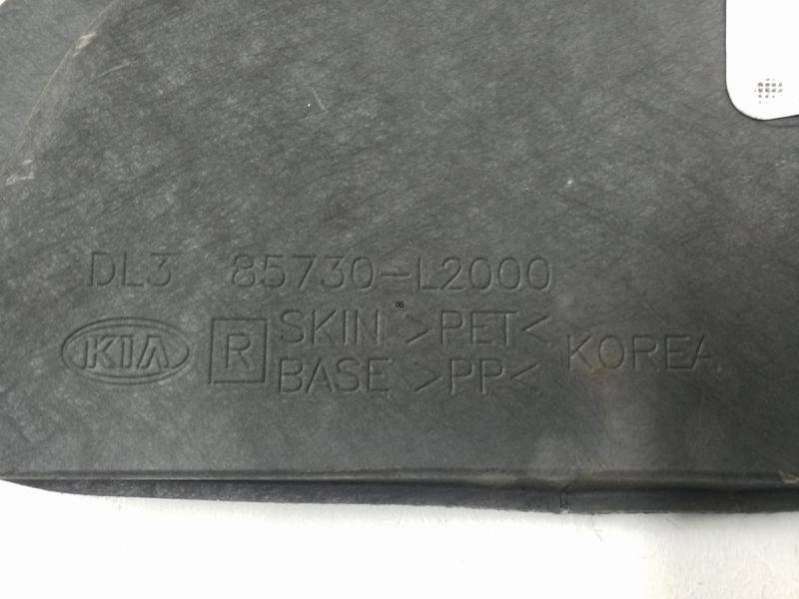 DL3 85730-L2000
KIA R SKIN >PET< KOREA
BASE >PP<